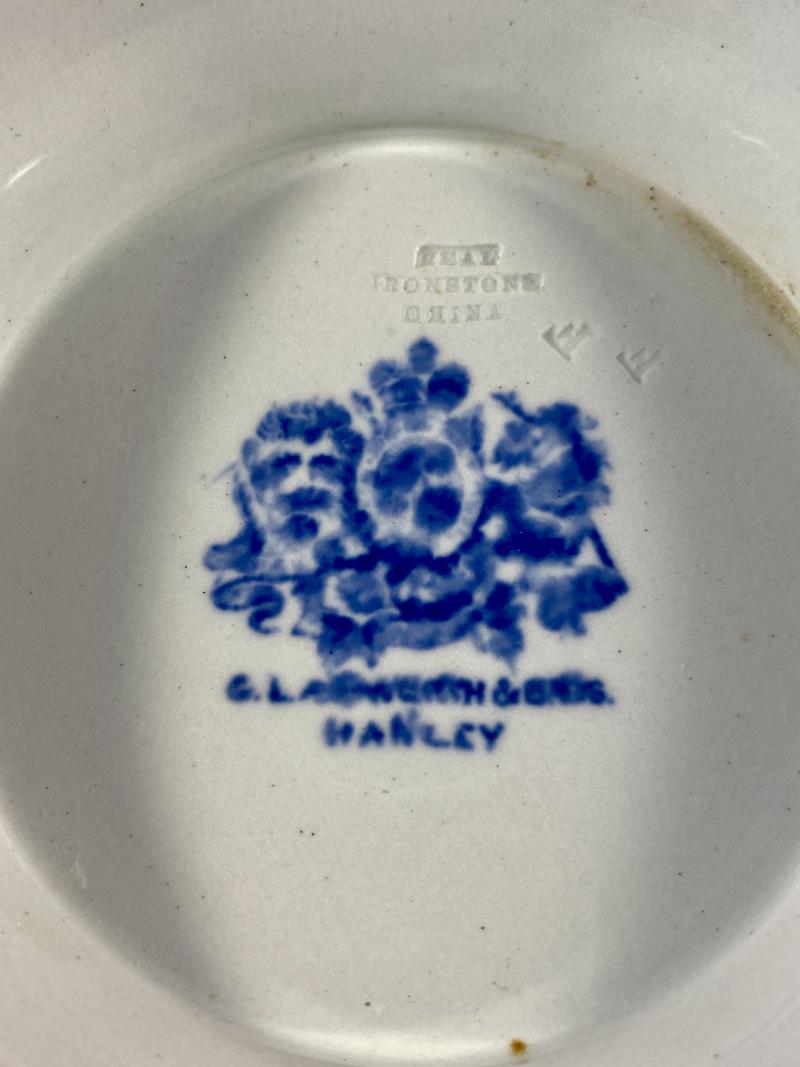 REAL
IRONSTONE
CHINA
G.L.ASHWORTH & BROS.
HANLEY